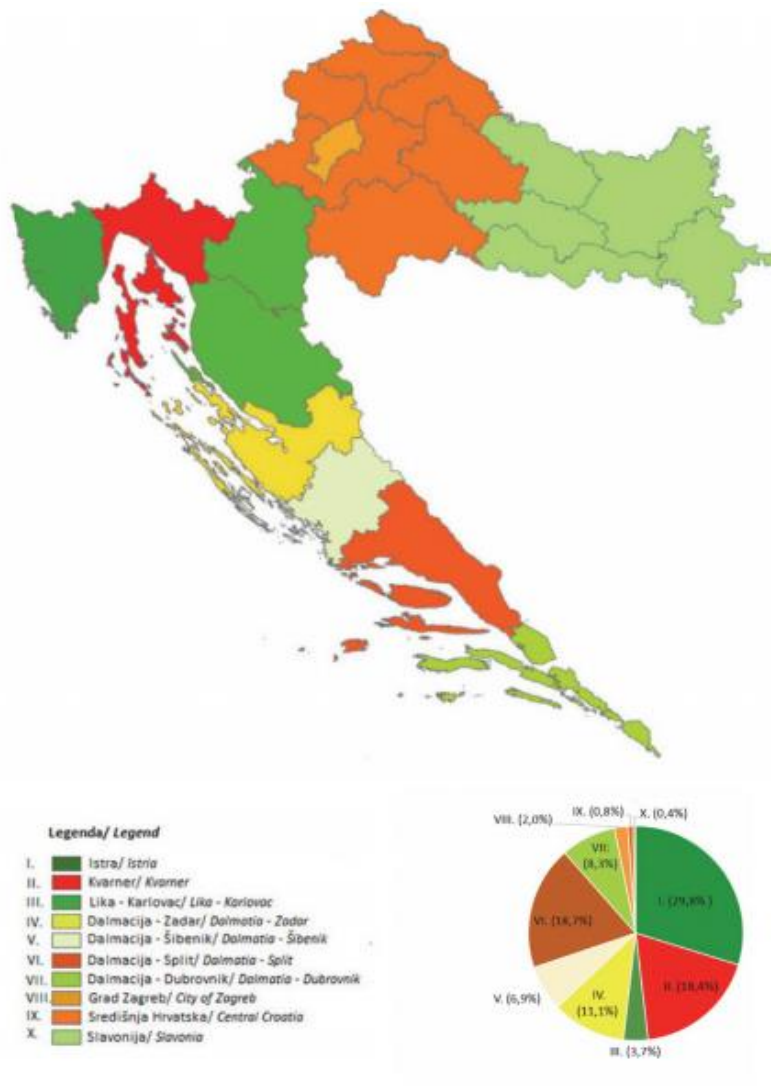 Legenda/ Legend
I. Istra/ Istria
II. Kvarner/ Kvarner
III. Lika - Karlovac/ Lika - Karlovac
IV. Dalmacija - Zadar/ Dalmatia - Zadar
V. Dalmacija - Šibenik/ Dalmatia - Šibenik
VI. Dalmacija - Split/ Dalmatia - Split
VII. Dalmacija - Dubrovnik/ Dalmatia - Dubrovnik
VIII. Grad Zagreb/ City of Zagreb
IX. Središnja Hrvatska/ Central Croatia
X. Slavonija/ Slavonia
VIII. (2,0%)
IX. (0,8%)
X. (0,4%)
VII.
(8,3%)
I. (29,8% )
VI. (18,7%)
II. (18,4%)
V. (6,9%)
IV.
(11,1%)
III. (3,7%)